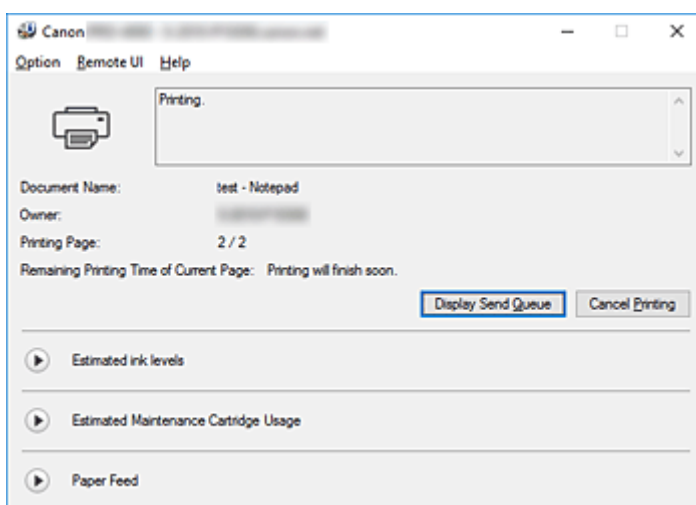 Canon
Option Remote UI Help
Printing.
Document Name: test - Notepad
Owner:
Printing Page: 2 / 2
Remaining Printing Time of Current Page: Printing will finish soon.
Display Send Queue Cancel Printing
Estimated ink levels
Estimated Maintenance Cartridge Usage
Paper Feed